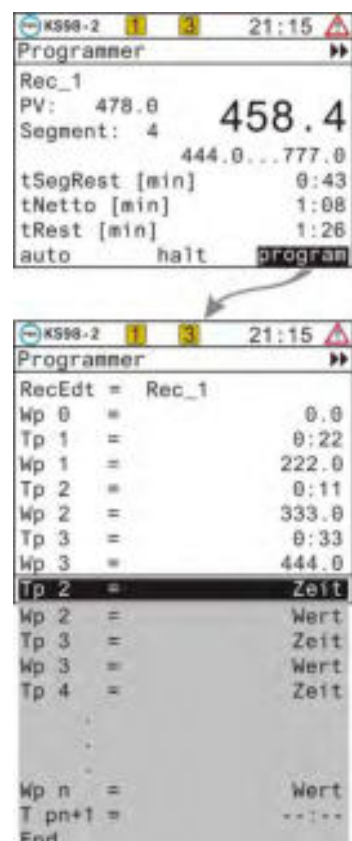 KS98-2 1 3 21:15
Programmer
Rec_1
PV: 478.0
458.4
Segment: 4
444.0...777.0
tSegRest [min] 0:43
tNetto [min] 1:08
tRest [min] 1:26
auto halt program
KS98-2 1 3 21:15
Programmer
RecEdt = Rec_1
Wp 0 = 0.0
Tp 1 = 0:22
Wp 1 = 222.0
Tp 2 = 0:11
Wp 2 = 333.0
Tp 3 = 0:33
Wp 3 = 444.0
Tp 2 = Zeit
Wp 2 = Wert
Tp 3 = Zeit
Wp 3 = Wert
Tp 4 = Zeit
.
.
.
Wp n = Wert
T pn+1 = --:--
End